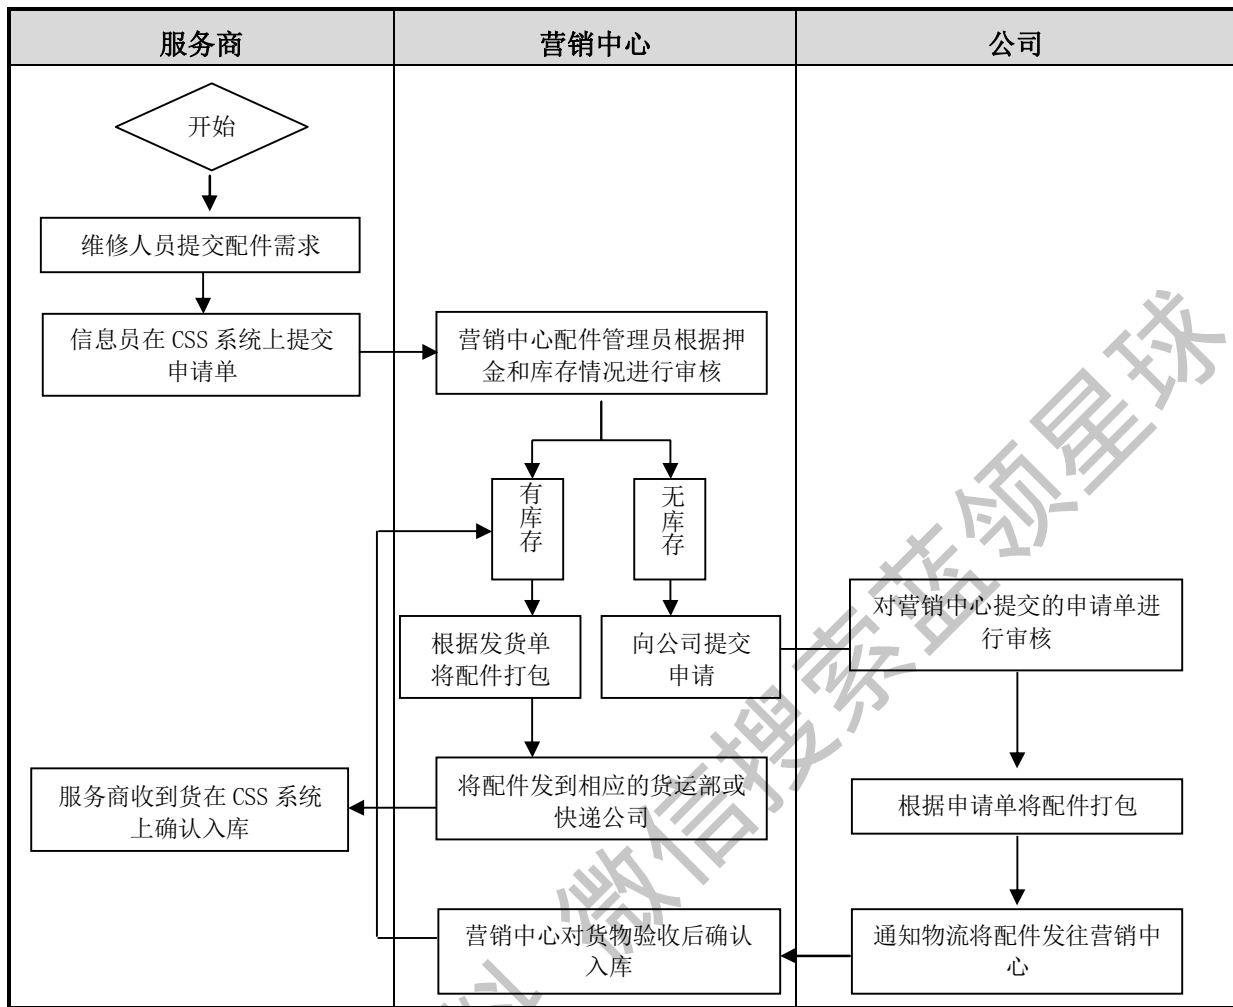 服务商
营销中心
公司
开始
维修人员提交配件需求
信息员在 CSS 系统上提交
申请单
营销中心配件管理员根据押
金和库存情况进行审核
有
库
存
无
库
存
根据发货单
将配件打包
向公司提交
申请
对营销中心提交的申请单进
行审核
将配件发到相应的货运部或
快递公司
服务商收到货在 CSS 系统
上确认入库
根据申请单将配件打包
营销中心对货物验收后确认
入库
通知物流将配件发往营销中
心
微信搜索蓝领星球